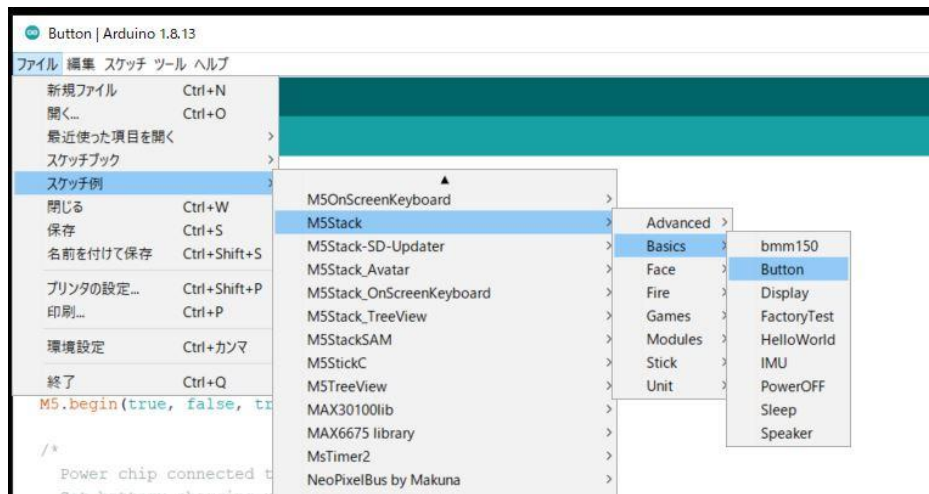 Button | Arduino 1.8.13
ファイル 編集 スケッチ ツール ヘルプ
新規ファイル Ctrl+N
開く... Ctrl+O
最近使った項目を開く
スケッチブック
スケッチ例
閉じる Ctrl+W
保存 Ctrl+S
名前を付けて保存 Ctrl+Shift+S
プリンタの設定... Ctrl+Shift+P
印刷... Ctrl+P
環境設定 Ctrl+カンマ
終了 Ctrl+Q
M5OnScreenKeyboard
M5Stack
M5Stack-SD-Updater
M5Stack_Avatar
M5Stack_OnScreenKeyboard
M5Stack_TreeView
M5StackSAM
M5StickC
M5TreeView
MAX30100lib
MAX6675 library
MsTimer2
NeoPixelBus by Makuna
Advanced
Basics
Face
Fire
Games
Modules
Stick
Unit
bmm150
Button
Display
FactoryTest
HelloWorld
IMU
PowerOFF
Sleep
Speaker
M5.begin(true, false, tr
/*
Power chip connected t